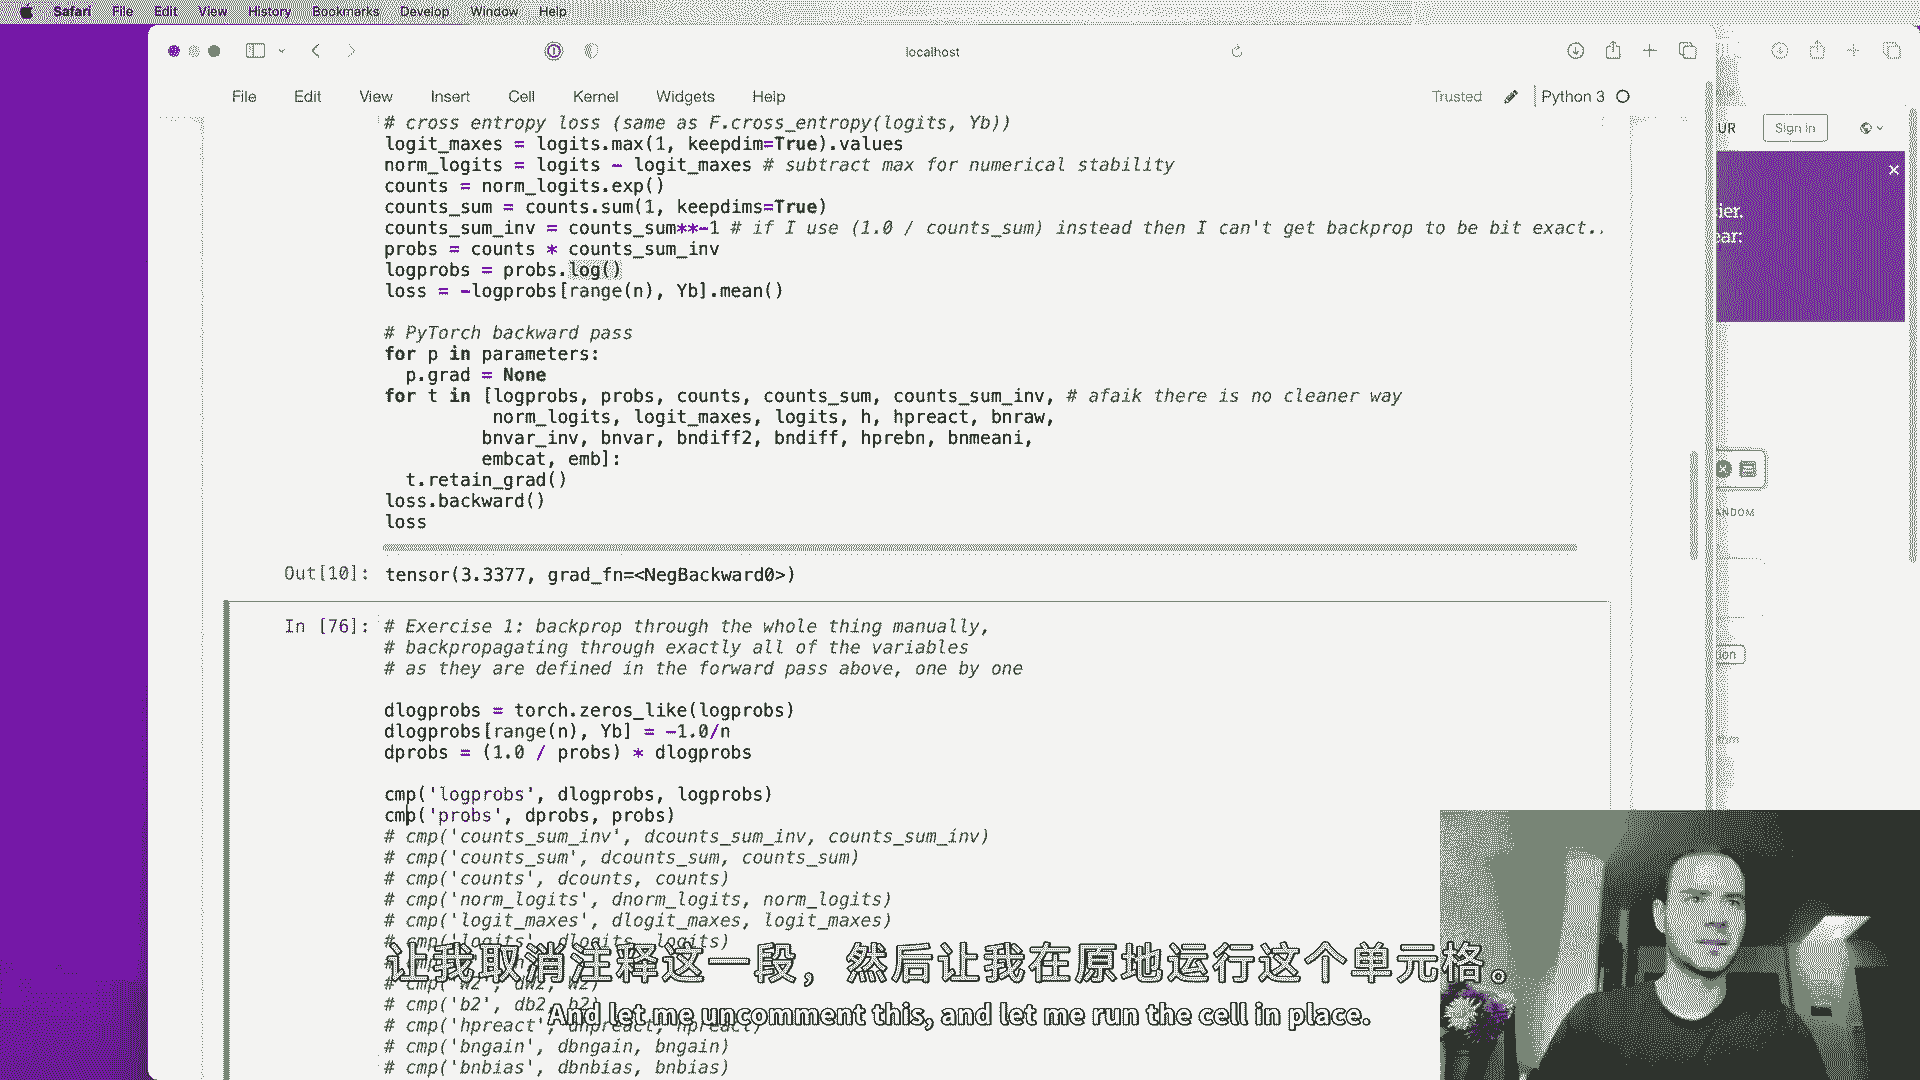 Safari File Edit View History Bookmarks Develop Window Help
localhost
File Edit View Insert Cell Kernel Widgets Help
Trusted Python 3
UR Sign in
# cross entropy loss (same as F.cross_entropy(logits, Yb))
logit_maxes = logits.max(1, keepdim=True).values
norm_logits = logits - logit_maxes # subtract max for numerical stability
counts = norm_logits.exp()
counts_sum = counts.sum(1, keepdims=True)
counts_sum_inv = counts_sum**-1 # if I use (1.0 / counts_sum) instead then I can't get backprop to be bit exact..
probs = counts * counts_sum_inv
logprobs = probs.log()
loss = -logprobs[range(n), Yb].mean()
# PyTorch backward pass
for p in parameters:
p.grad = None
for t in [logprobs, probs, counts, counts_sum, counts_sum_inv, # afaik there is no cleaner way
norm_logits, logit_maxes, logits, h, hpreact, bnraw,
bnvar_inv, bnvar, bndiff2, bndiff, hprebn, bnmeani,
embcat, emb]:
t.retain_grad()
loss.backward()
loss
Out[10]: tensor(3.3377, grad_fn=<NegBackward0>)
In [76]: # Exercise 1: backprop through the whole thing manually,
# backpropagating through exactly all of the variables
# as they are defined in the forward pass above, one by one
dlogprobs = torch.zeros_like(logprobs)
dlogprobs[range(n), Yb] = -1.0/n
dprobs = (1.0 / probs) * dlogprobs
cmp('logprobs', dlogprobs, logprobs)
cmp('probs', dprobs, probs)
# cmp('counts_sum_inv', dcounts_sum_inv, counts_sum_inv)
# cmp('counts_sum', dcounts_sum, counts_sum)
# cmp('counts', dcounts, counts)
# cmp('norm_logits', dnorm_logits, norm_logits)
# cmp('logit_maxes', dlogit_maxes, logit_maxes)
# cmp('logits', dlogits, logits)
让我取消注释这一段，然后让我在原地运行这个单元格。
# cmp('b2', db2, b2)
And let me uncomment this, and let me run the cell in place.
# cmp('hpreact', dhpreact, hpreact)
# cmp('bngain', dbngain, bngain)
# cmp('bnbias', dbnbias, bnbias)